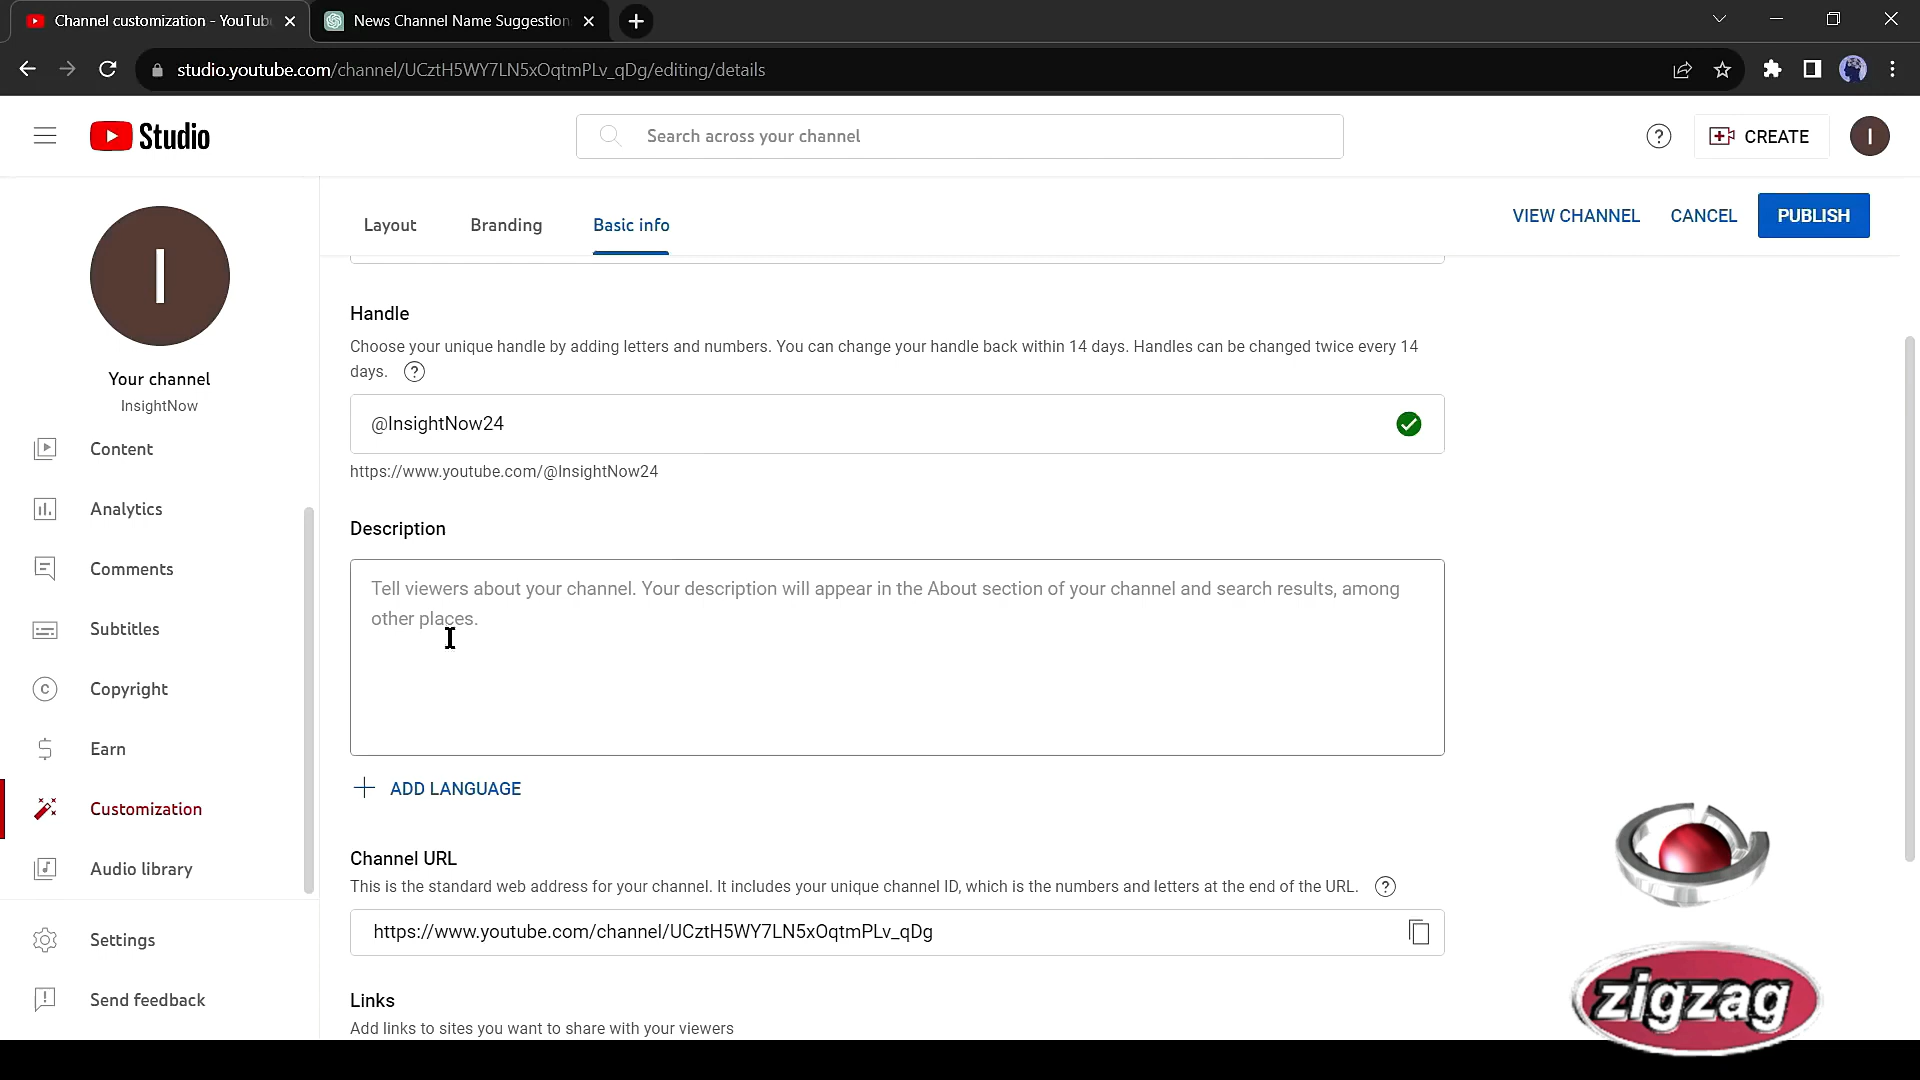 Channel customization - YouTub
News Channel Name Suggestion
studio.youtube.com/channel/UCztH5WY7LN5xOqtmPLv_qDg/editing/details
Studio
Search across your channel
CREATE
I
I
Your channel
InsightNow
Content
Analytics
Comments
Subtitles
Copyright
Earn
Customization
Audio library
Settings
Send feedback
Layout
Branding
Basic info
VIEW CHANNEL
CANCEL
PUBLISH
Handle
Choose your unique handle by adding letters and numbers. You can change your handle back within 14 days. Handles can be changed twice every 14
days.
@InsightNow24
https://www.youtube.com/@InsightNow24
Description
Tell viewers about your channel. Your description will appear in the About section of your channel and search results, among
other places.
ADD LANGUAGE
Channel URL
This is the standard web address for your channel. It includes your unique channel ID, which is the numbers and letters at the end of the URL.
https://www.youtube.com/channel/UCztH5WY7LN5xOqtmPLv_qDg
Links
Add links to sites you want to share with your viewers
zigzag